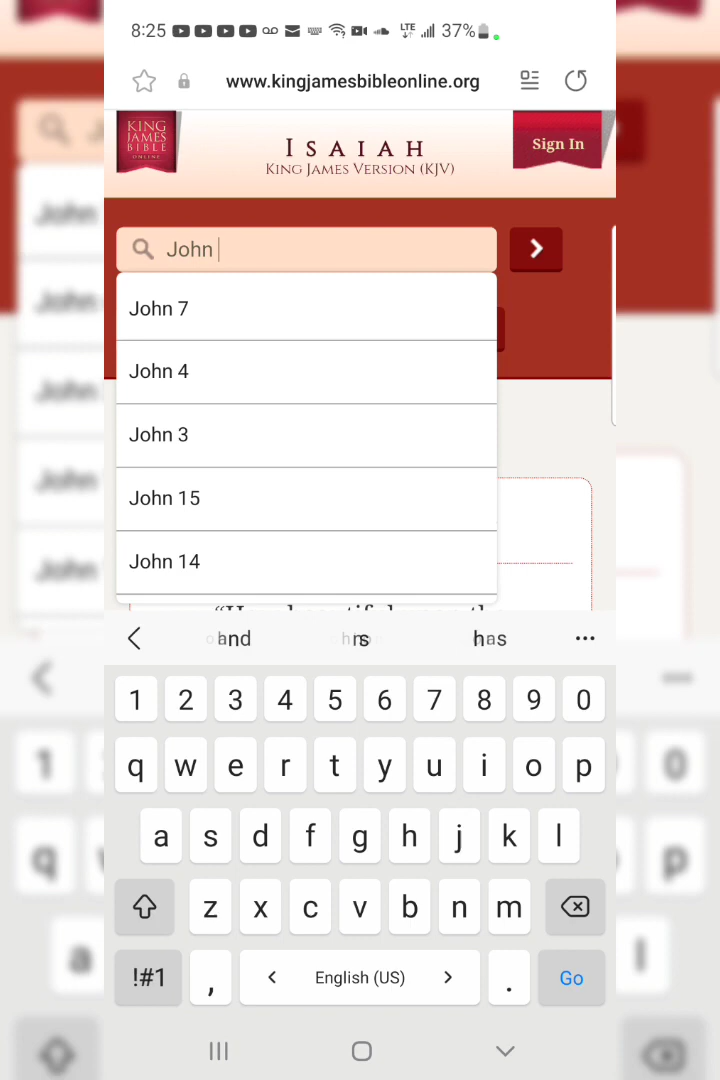 8:25 LTE 37%
www.kingjamesbibleonline.org
KING
JAMES
BIBLE
ONLINE
ISAIAH
KING JAMES VERSION (KJV)
Sign In
John
John 7
John 4
John 3
John 15
John 14
and is has
1 2 3 4 5 6 7 8 9 0
q w e r t y u i o p
a s d f g h j k l
z x c v b n m
!#1 , < English (US) > . Go